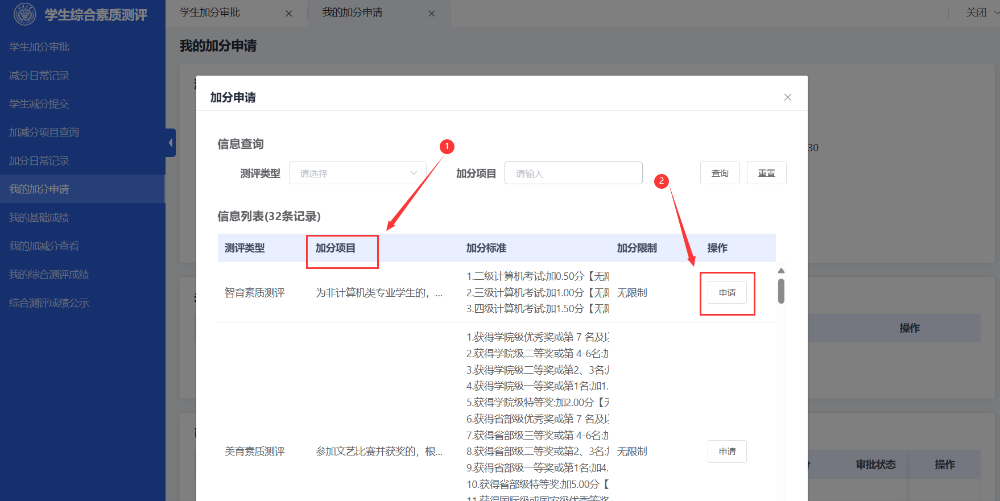 学生综合素质测评
学生加分审批
我的加分申请
关闭
学生加分审批
减分日常记录
学生减分提交
加减分项目查询
加分日常记录
我的加分申请
我的基础成绩
我的加减分查看
我的综合测评成绩
综合测评成绩公示
我的加分申请
30
加分申请
信息查询
1
测评类型
请选择
加分项目
请输入
2
查询
重置
信息列表(32条记录)
测评类型
加分项目
加分标准
加分限制
操作
智育素质测评
为非计算机类专业学生的，...
1.二级计算机考试:加0.50分【无限
2.三级计算机考试:加1.00分【无限
3.四级计算机考试:加1.50分【无限
无限制
申请
美育素质测评
参加文艺比赛并获奖的，根...
1.获得学院级优秀奖或第 7 名及以
2.获得学院级三等奖或第 4-6名:加
3.获得学院级二等奖或第2、3名:加
4.获得学院级一等奖或第1名:加1.
5.获得学院级特等奖:加2.00分【无
6.获得省部级优秀奖或第 7 名及以
7.获得省部级三等奖或第 4-6名:加
8.获得省部级二等奖或第2、3名:加
9.获得省部级一等奖或第1名:加4.
10.获得省部级特等奖:加5.00分【
11.获得国际级或国家级优秀等奖
无限制
申请
操作
审批状态
操作